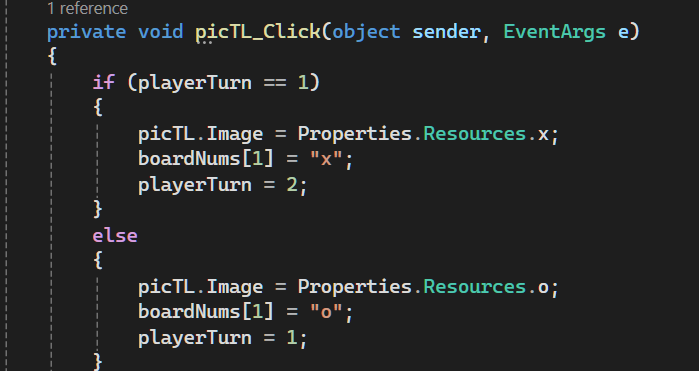 1 reference
private void picTL_Click(object sender, EventArgs e)
{
if (playerTurn == 1)
{
picTL.Image = Properties.Resources.x;
boardNums[1] = "x";
playerTurn = 2;
}
else
{
picTL.Image = Properties.Resources.o;
boardNums[1] = "o";
playerTurn = 1;
}